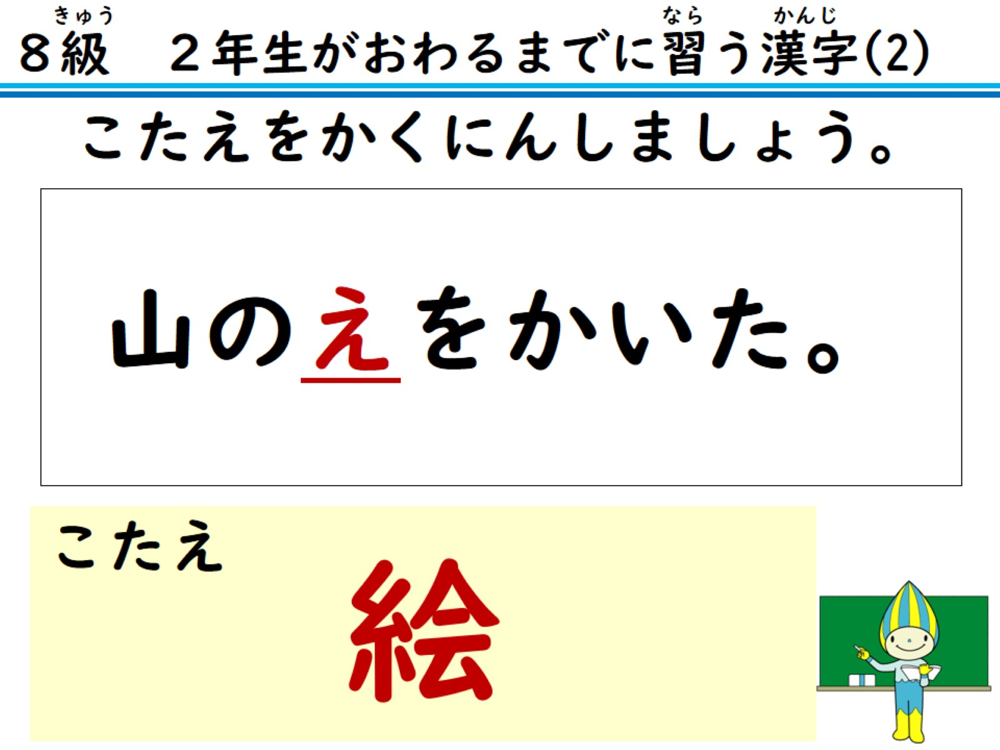 きゅう なら かんじ
8級 2年生がおわるまでに習う漢字(2)
こたえをかくにんしましょう。
山のえをかいた。
こたえ
絵